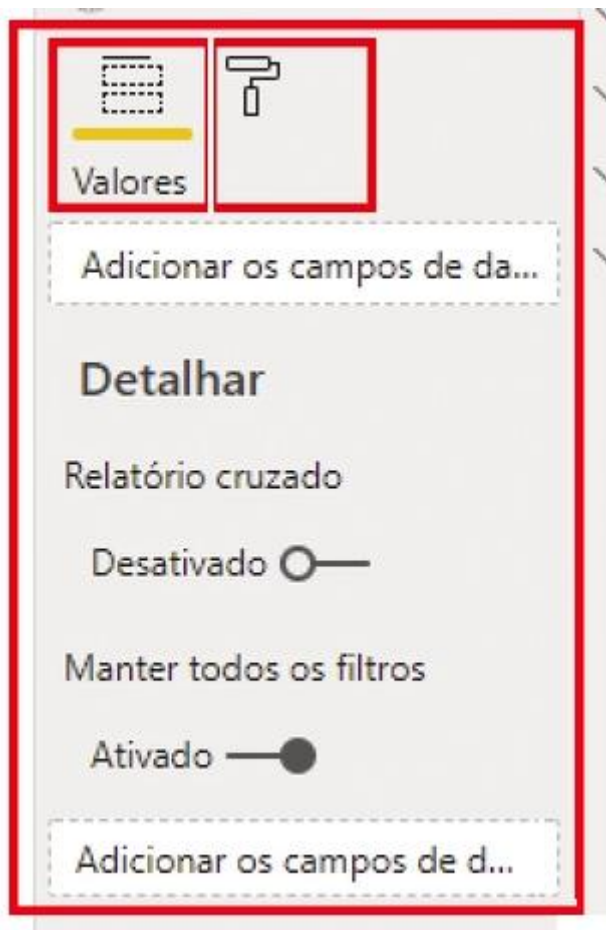 Valores
Adicionar os campos de da...
Detalhar
Relatório cruzado
Desativado
Manter todos os filtros
Ativado
Adicionar os campos de d...